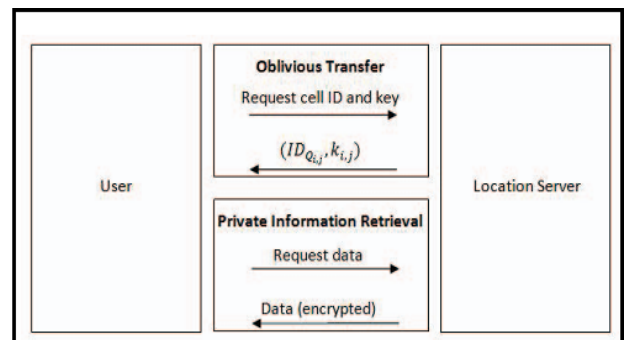 Oblivious Transfer
Request cell ID and key
(ID_{Q_{i,j}}, k_{i,j})
User
Location Server
Private Information Retrieval
Request data
Data (encrypted)